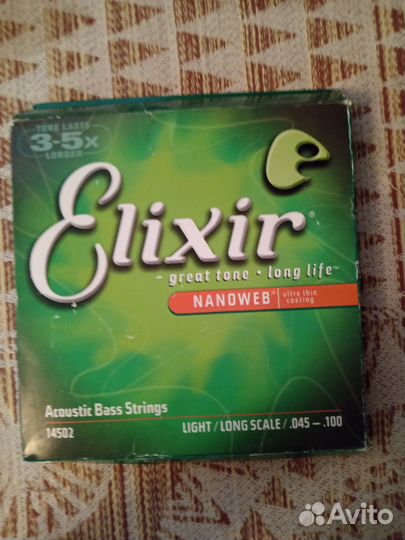 TONE LASTS
3-5x
LONGER
e
Elixir®
great tone • long life™
NANOWEB® ultra thin
coating
Acoustic Bass Strings
14502
LIGHT / LONG SCALE / .045 – .100
Avito